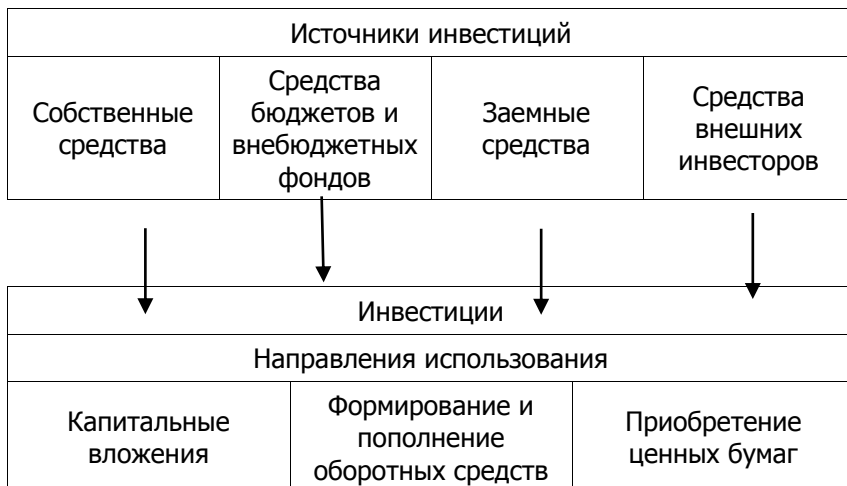 Источники инвестиций
Собственные
средства
Средства
бюджетов и
внебюджетных
фондов
Заемные
средства
Средства
внешних
инвесторов
Инвестиции
Направления использования
Капитальные
вложения
Формирование и
пополнение
оборотных средств
Приобретение
ценных бумаг